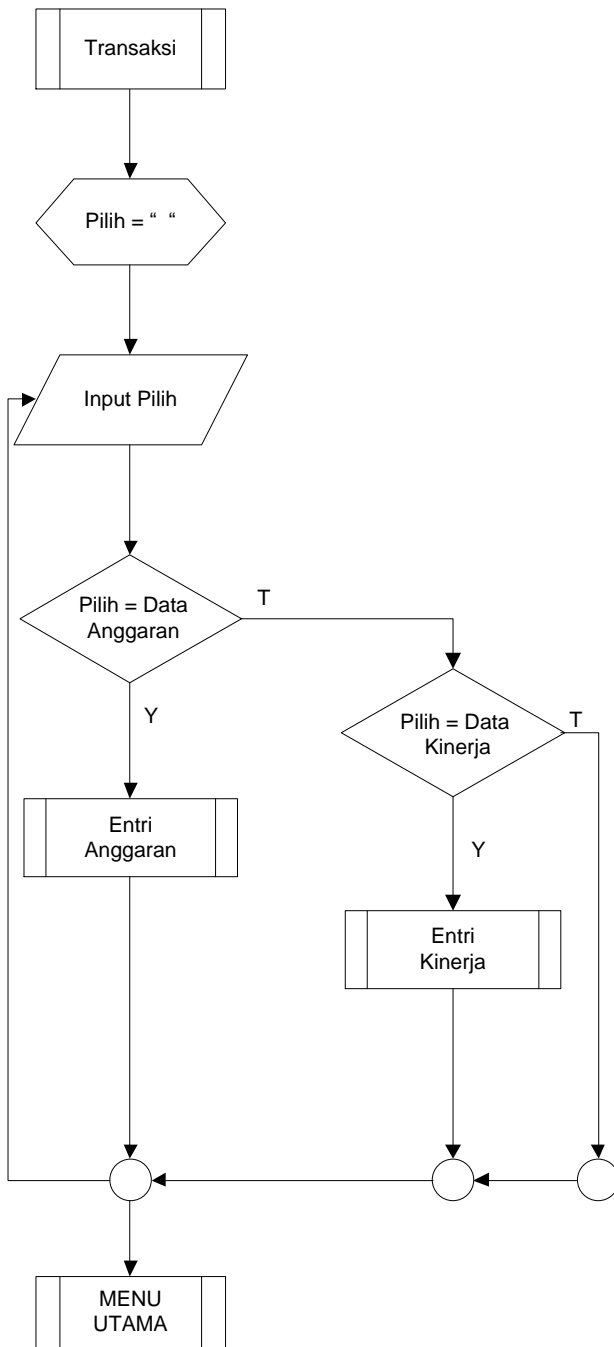 Transaksi
Pilih = “ “
Input Pilih
Pilih = Data
Anggaran
T
Y
Pilih = Data
Kinerja
T
Entri
Anggaran
Y
Entri
Kinerja
MENU
UTAMA